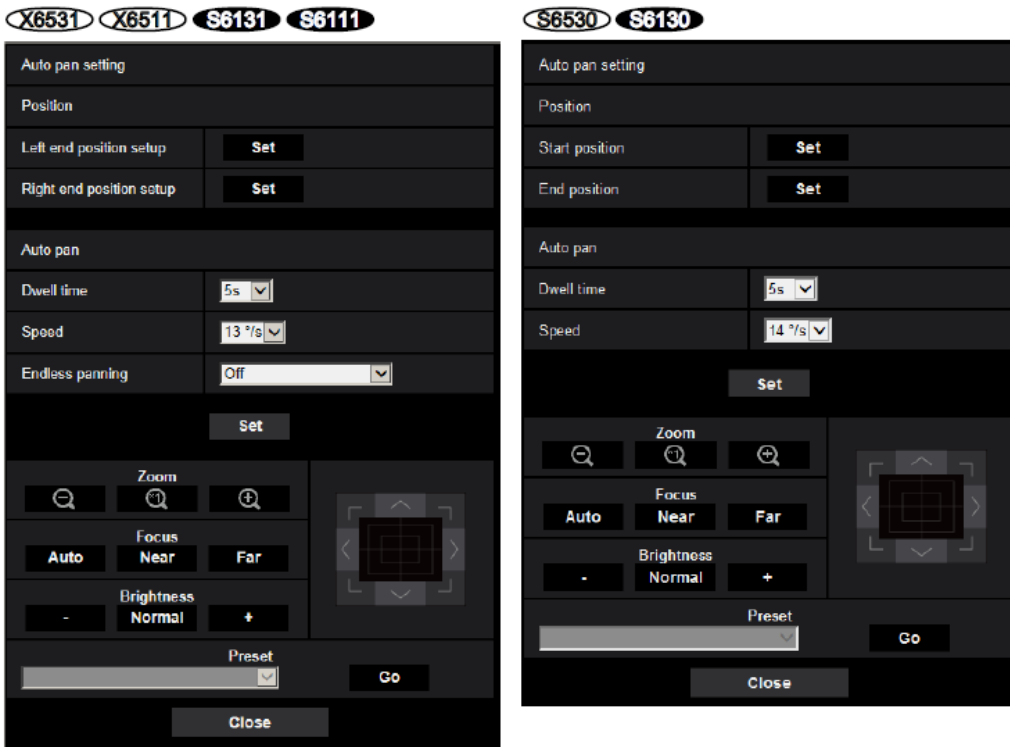 X6531 X6511 S6131 S6111
Auto pan setting
Position
Left end position setup Set
Right end position setup Set
Auto pan
Dwell time 5s
Speed 13 °/s
Endless panning Off
Set
Zoom
×1
Focus
Auto Near Far
Brightness
- Normal +
Preset
Go
Close
S6530 S6130
Auto pan setting
Position
Start position Set
End position Set
Auto pan
Dwell time 5s
Speed 14 °/s
Set
Zoom
×1
Focus
Auto Near Far
Brightness
- Normal +
Preset
Go
Close